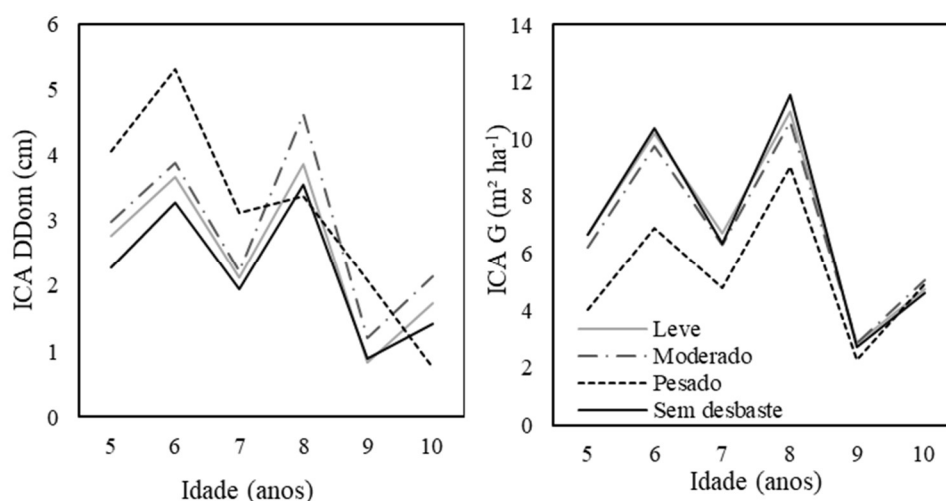 ICA DDom (cm)
6
5
4
3
2
1
0
5 6 7 8 9 10
Idade (anos)
ICA G (m² ha⁻¹)
14
12
10
8
6
4
2
0
Leve
Moderado
Pesado
Sem desbaste
5 6 7 8 9 10
Idade (anos)